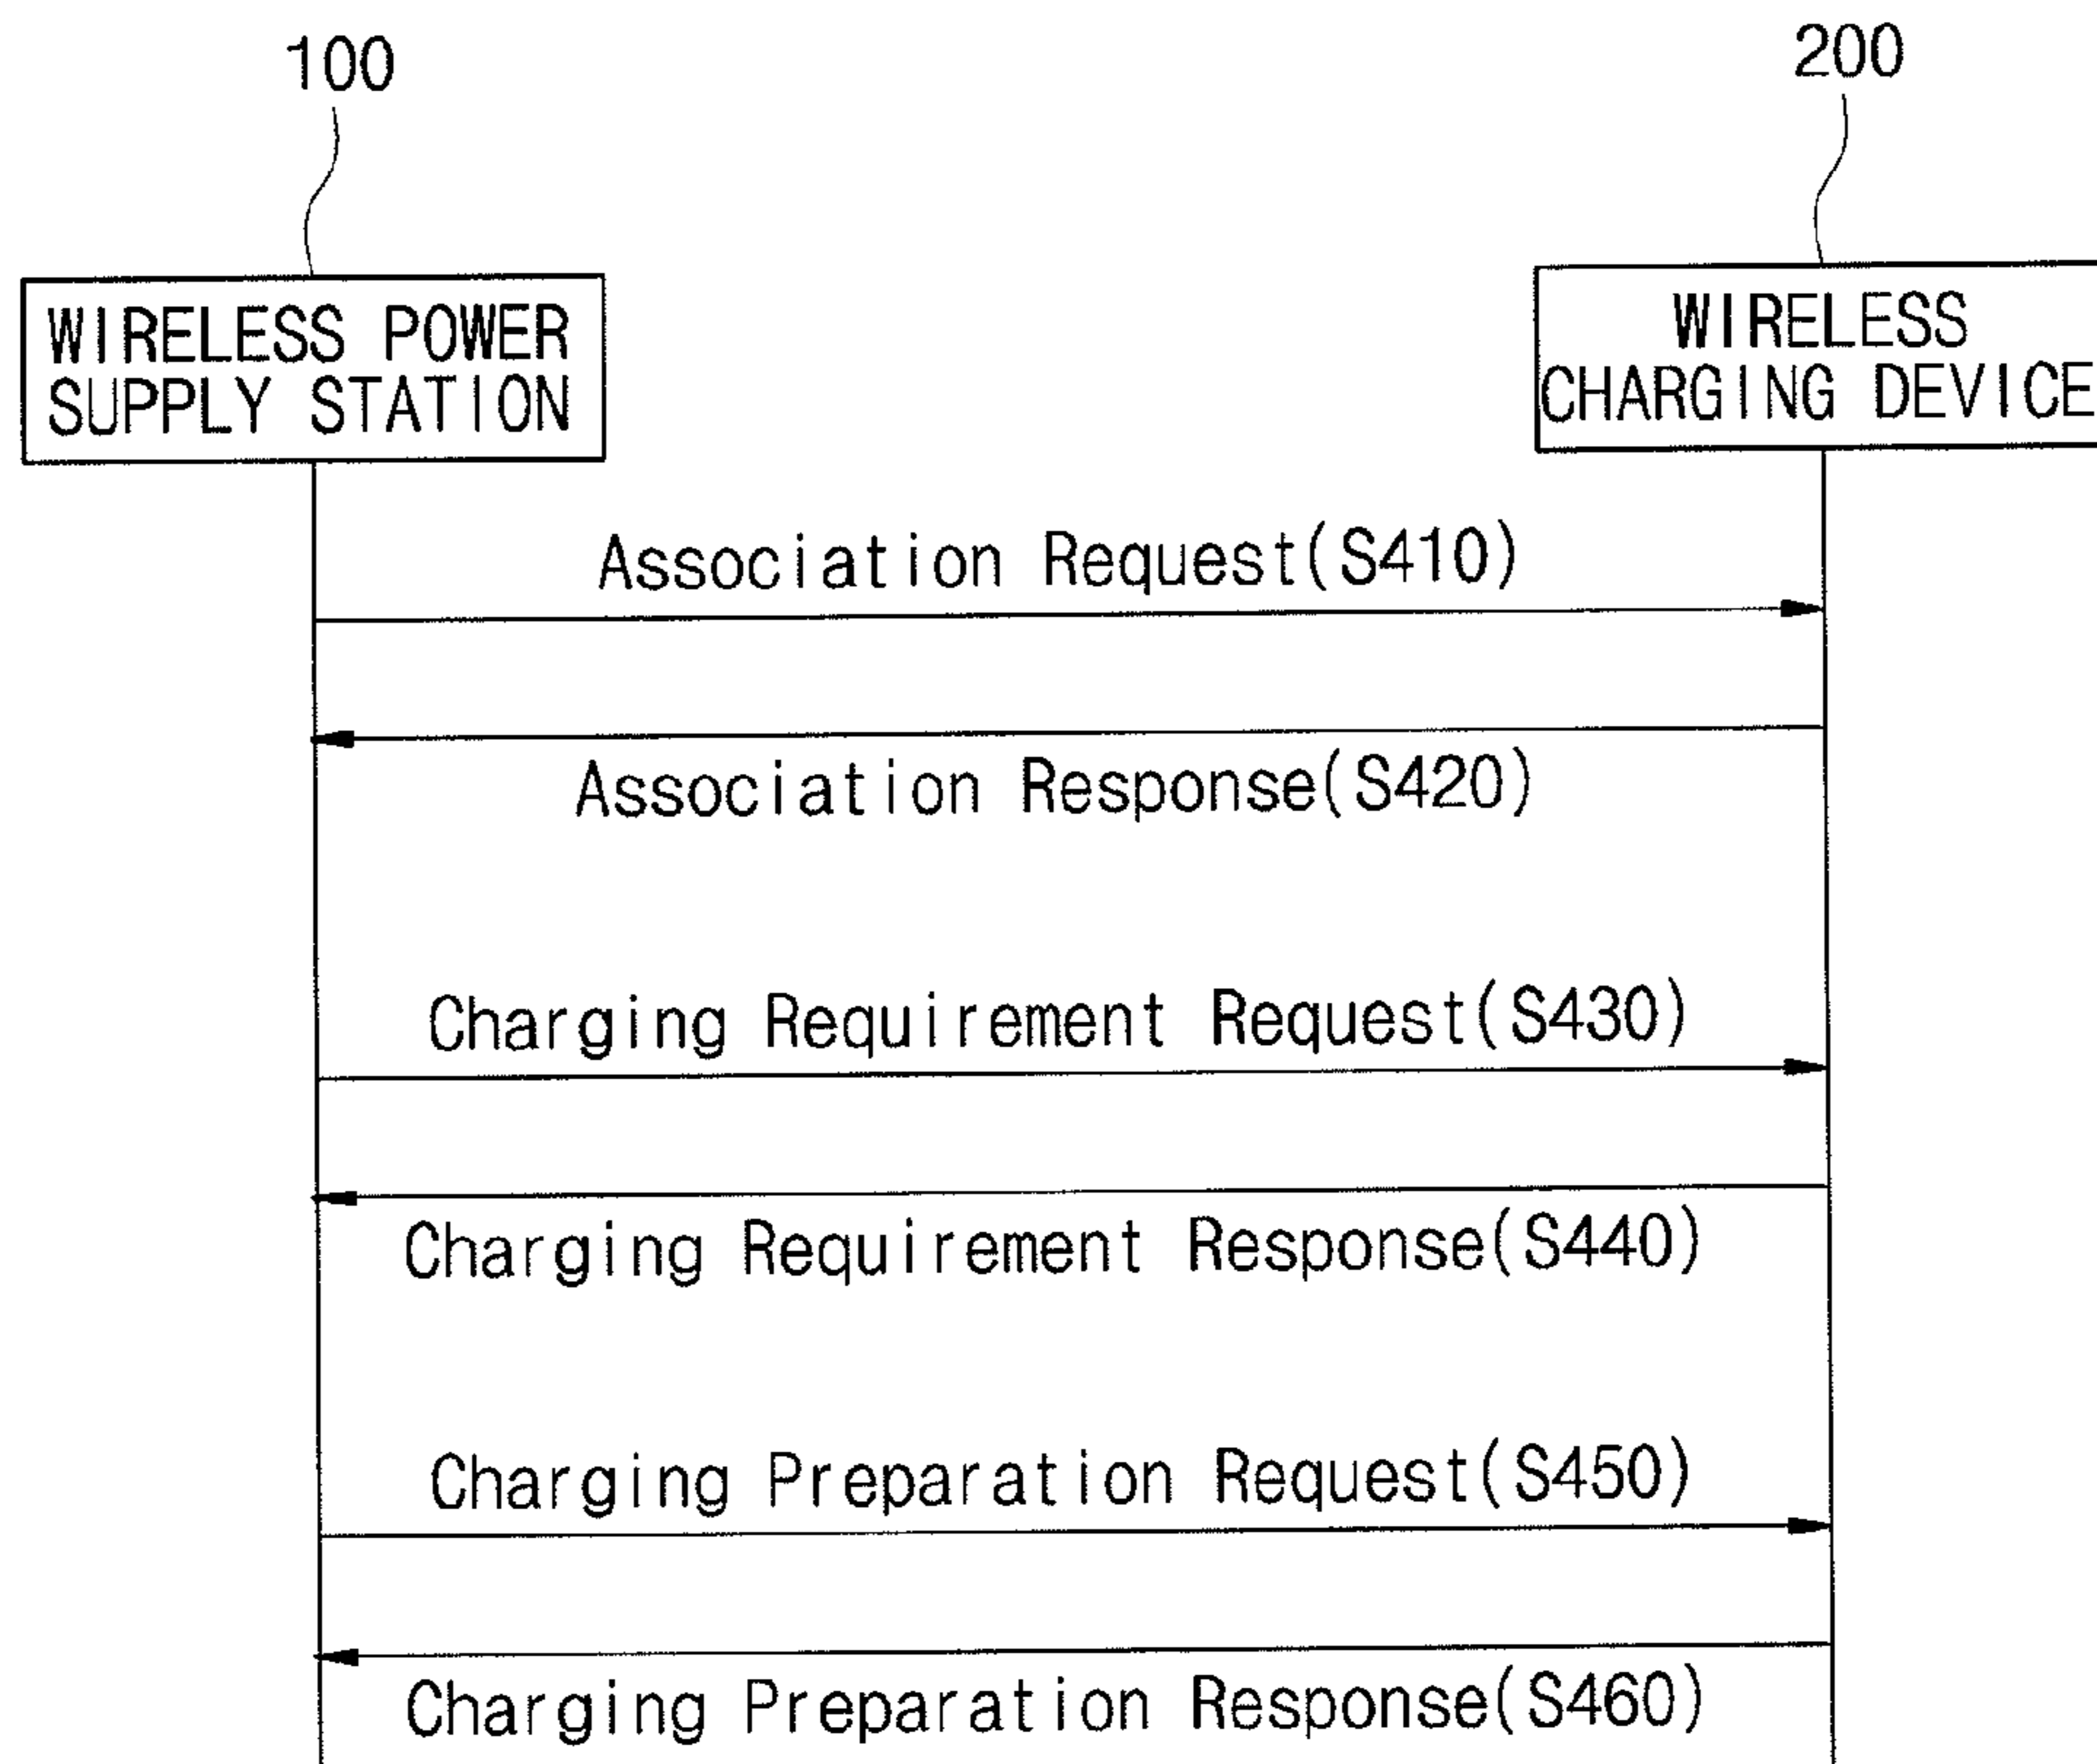 100
200
WIRELESS POWER
SUPPLY STATION
WIRELESS
CHARGING DEVICE
Association Request(S410)
Association Response(S420)
Charging Requirement Request(S430)
Charging Requirement Response(S440)
Charging Preparation Request(S450)
Charging Preparation Response(S460)